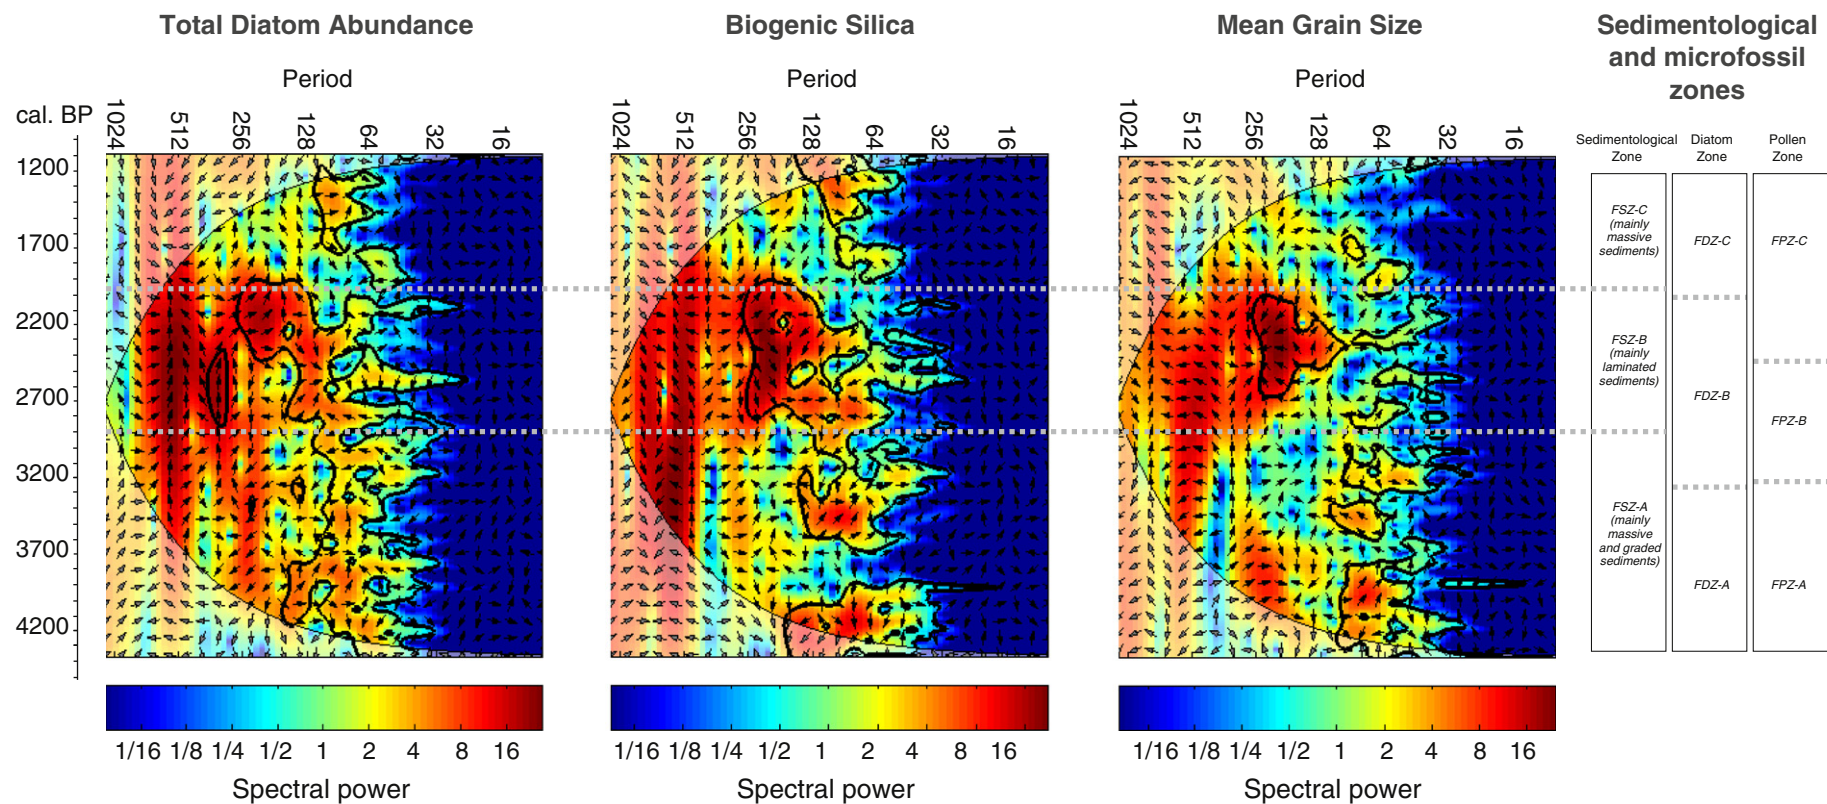 Total Diatom Abundance
Biogenic Silica
Mean Grain Size
Sedimentological
and microfossil
zones
Period
Period
Period
cal. BP
1024 512 256 128 64 32 16
1024 512 256 128 64 32 16
1024 512 256 128 64 32 16
Sedimentological
Zone
Diatom
Zone
Pollen
Zone
1200
1700
2200
2700
3200
3700
4200
FSZ-C
(mainly
massive
sediments)
FDZ-C
FPZ-C
FSZ-B
(mainly
laminated
sediments)
FDZ-B
FPZ-B
FSZ-A
(mainly
massive
and graded
sediments)
FDZ-A
FPZ-A
1/16 1/8 1/4 1/2 1 2 4 8 16
1/16 1/8 1/4 1/2 1 2 4 8 16
1/16 1/8 1/4 1/2 1 2 4 8 16
Spectral power
Spectral power
Spectral power